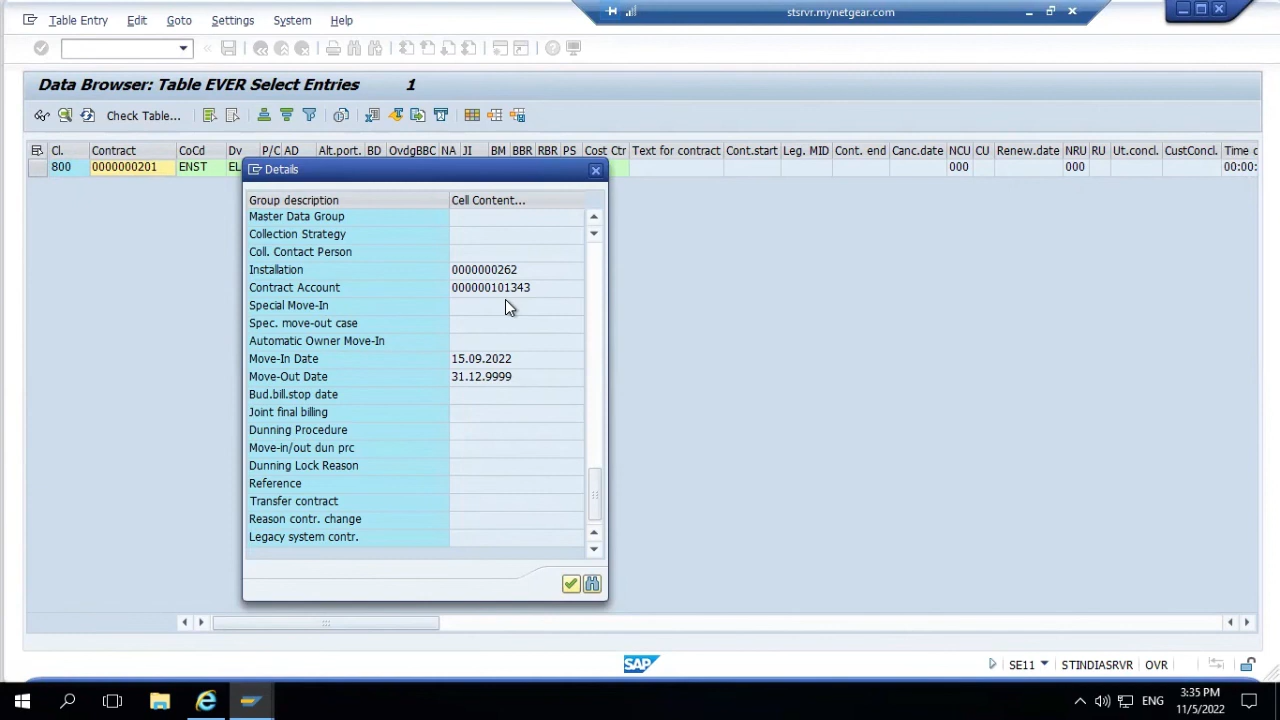 Table Entry Edit Goto Settings System Help
stsrvr.mynetgear.com
Data Browser: Table EVER Select Entries 1
Check Table...
Cl. Contract CoCd Dv P/C AD Alt.port. BD OvdgBBC NA JI BM BBR RBR PS Cost Ctr Text for contract Cont.start Leg. MID Cont. end Canc.date NCU CU Renew.date NRU RU Ut.concl. CustConcl. Time
800 0000000201 ENST 000 000 00:00:
Details
Group description Cell Content...
Master Data Group
Collection Strategy
Coll. Contact Person
Installation 0000000262
Contract Account 000000101343
Special Move-In
Spec. move-out case
Automatic Owner Move-In
Move-In Date 15.09.2022
Move-Out Date 31.12.9999
Bud.bill.stop date
Joint final billing
Dunning Procedure
Move-in/out dun prc
Dunning Lock Reason
Reference
Transfer contract
Reason contr. change
Legacy system contr.
SAP
SE11 STINDIASRVR OVR
ENG
3:35 PM
11/5/2022